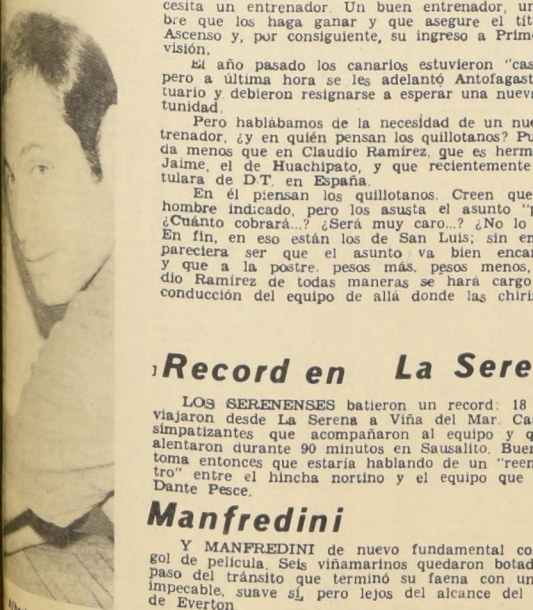 cesita un entrenador. Un buen entrenador, un
bre que los haga ganar y que asegure el tít
Ascenso y, por consiguiente, su ingreso a Prim
visión.
El año pasado los canarios estuvieron "cas
pero a última hora se les adelantó Antofagast
tuario y debieron resignarse a esperar una nuev
tunidad.
Pero hablábamos de la necesidad de un nue
trenador, ¿y en quién pensan los quillotanos? Pu
da menos que en Claudio Ramírez, que es herm
Jaime, el de Huachipato, y que recientemente
tulara de D.T. en España.
En él piensan los quillotanos. Creen que
hombre indicado, pero los asusta el asunto "p
¿Cuánto cobrará...? ¿Será muy caro...? ¿No lo
En fin, en eso están los de San Luis; sin em
pareciera ser que el asunto va bien encar
y que a la postre, pesos más, pesos menos,
dio Ramírez de todas maneras se hará cargo
conducción del equipo de allá donde las chiri
Record en La Sere
LOS SERENENSES batieron un record: 18
viajaron desde La Serena a Viña del Mar. Ca
simpatizantes que acompañaron al equipo y q
alentaron durante 90 minutos en Sausalito. Buen
toma entonces que estaría hablando de un "reen
tro" entre el hincha nortino y el equipo que
Dante Pesce.
Manfredini
Y MANFREDINI de nuevo fundamental co
gol de película. Seis viñamarinos quedaron botad
paso del tránsito que terminó su faena con un
impecable, suave sí, pero lejos del alcance del
de Everton